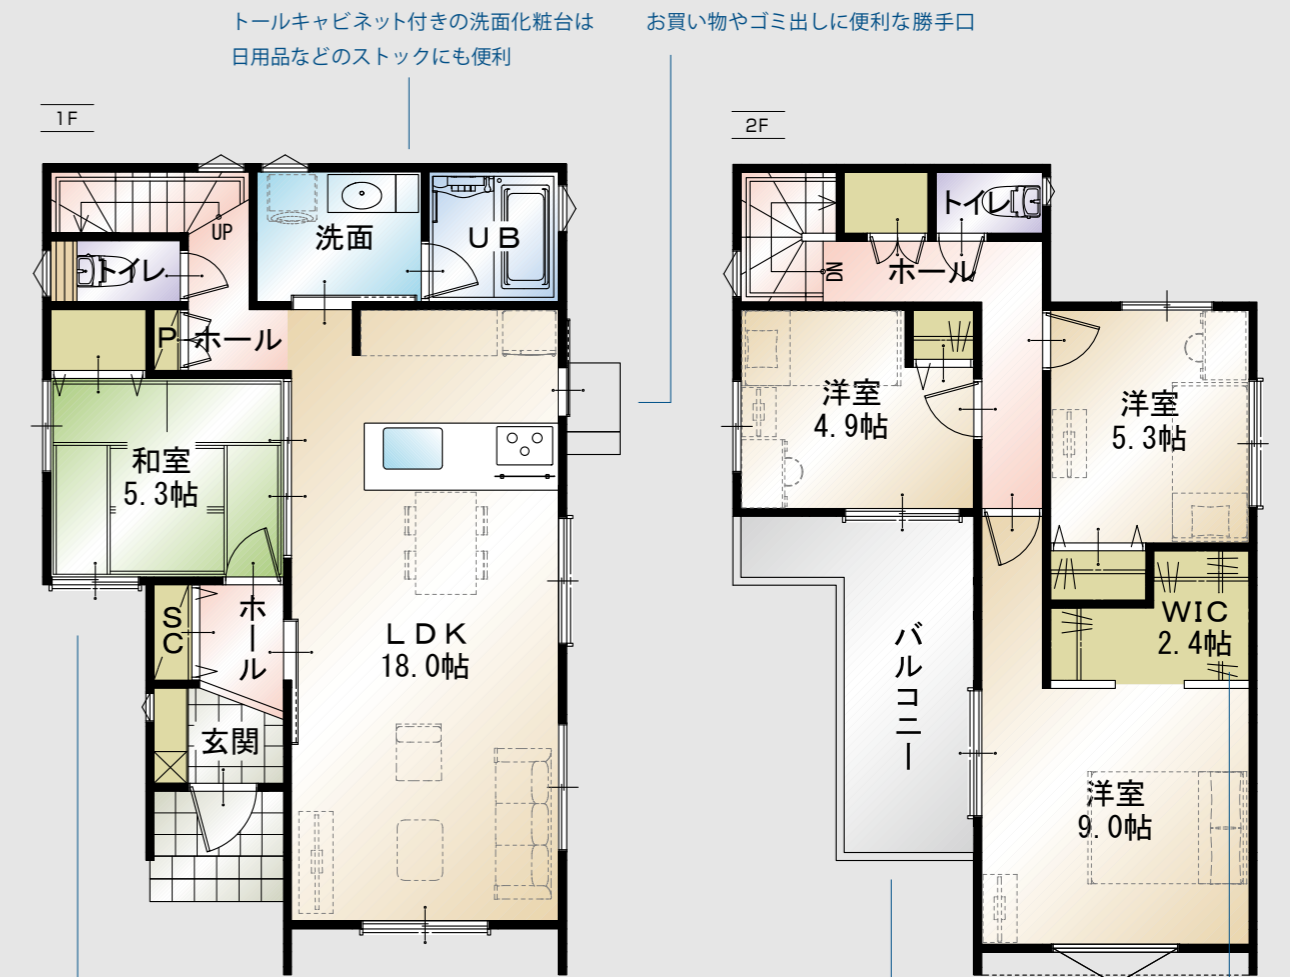 トールキャビネット付きの洗面化粧台は
日用品などのストックにも便利
お買い物やゴミ出しに便利な勝手口
1F
UP
洗面
UB
トイレ
P
ホール
和室
5.3帖
SC
ホール
LDK
18.0帖
玄関
2F
トイレ
DN
ホール
洋室
4.9帖
洋室
5.3帖
WIC
2.4帖
バルコニー
洋室
9.0帖